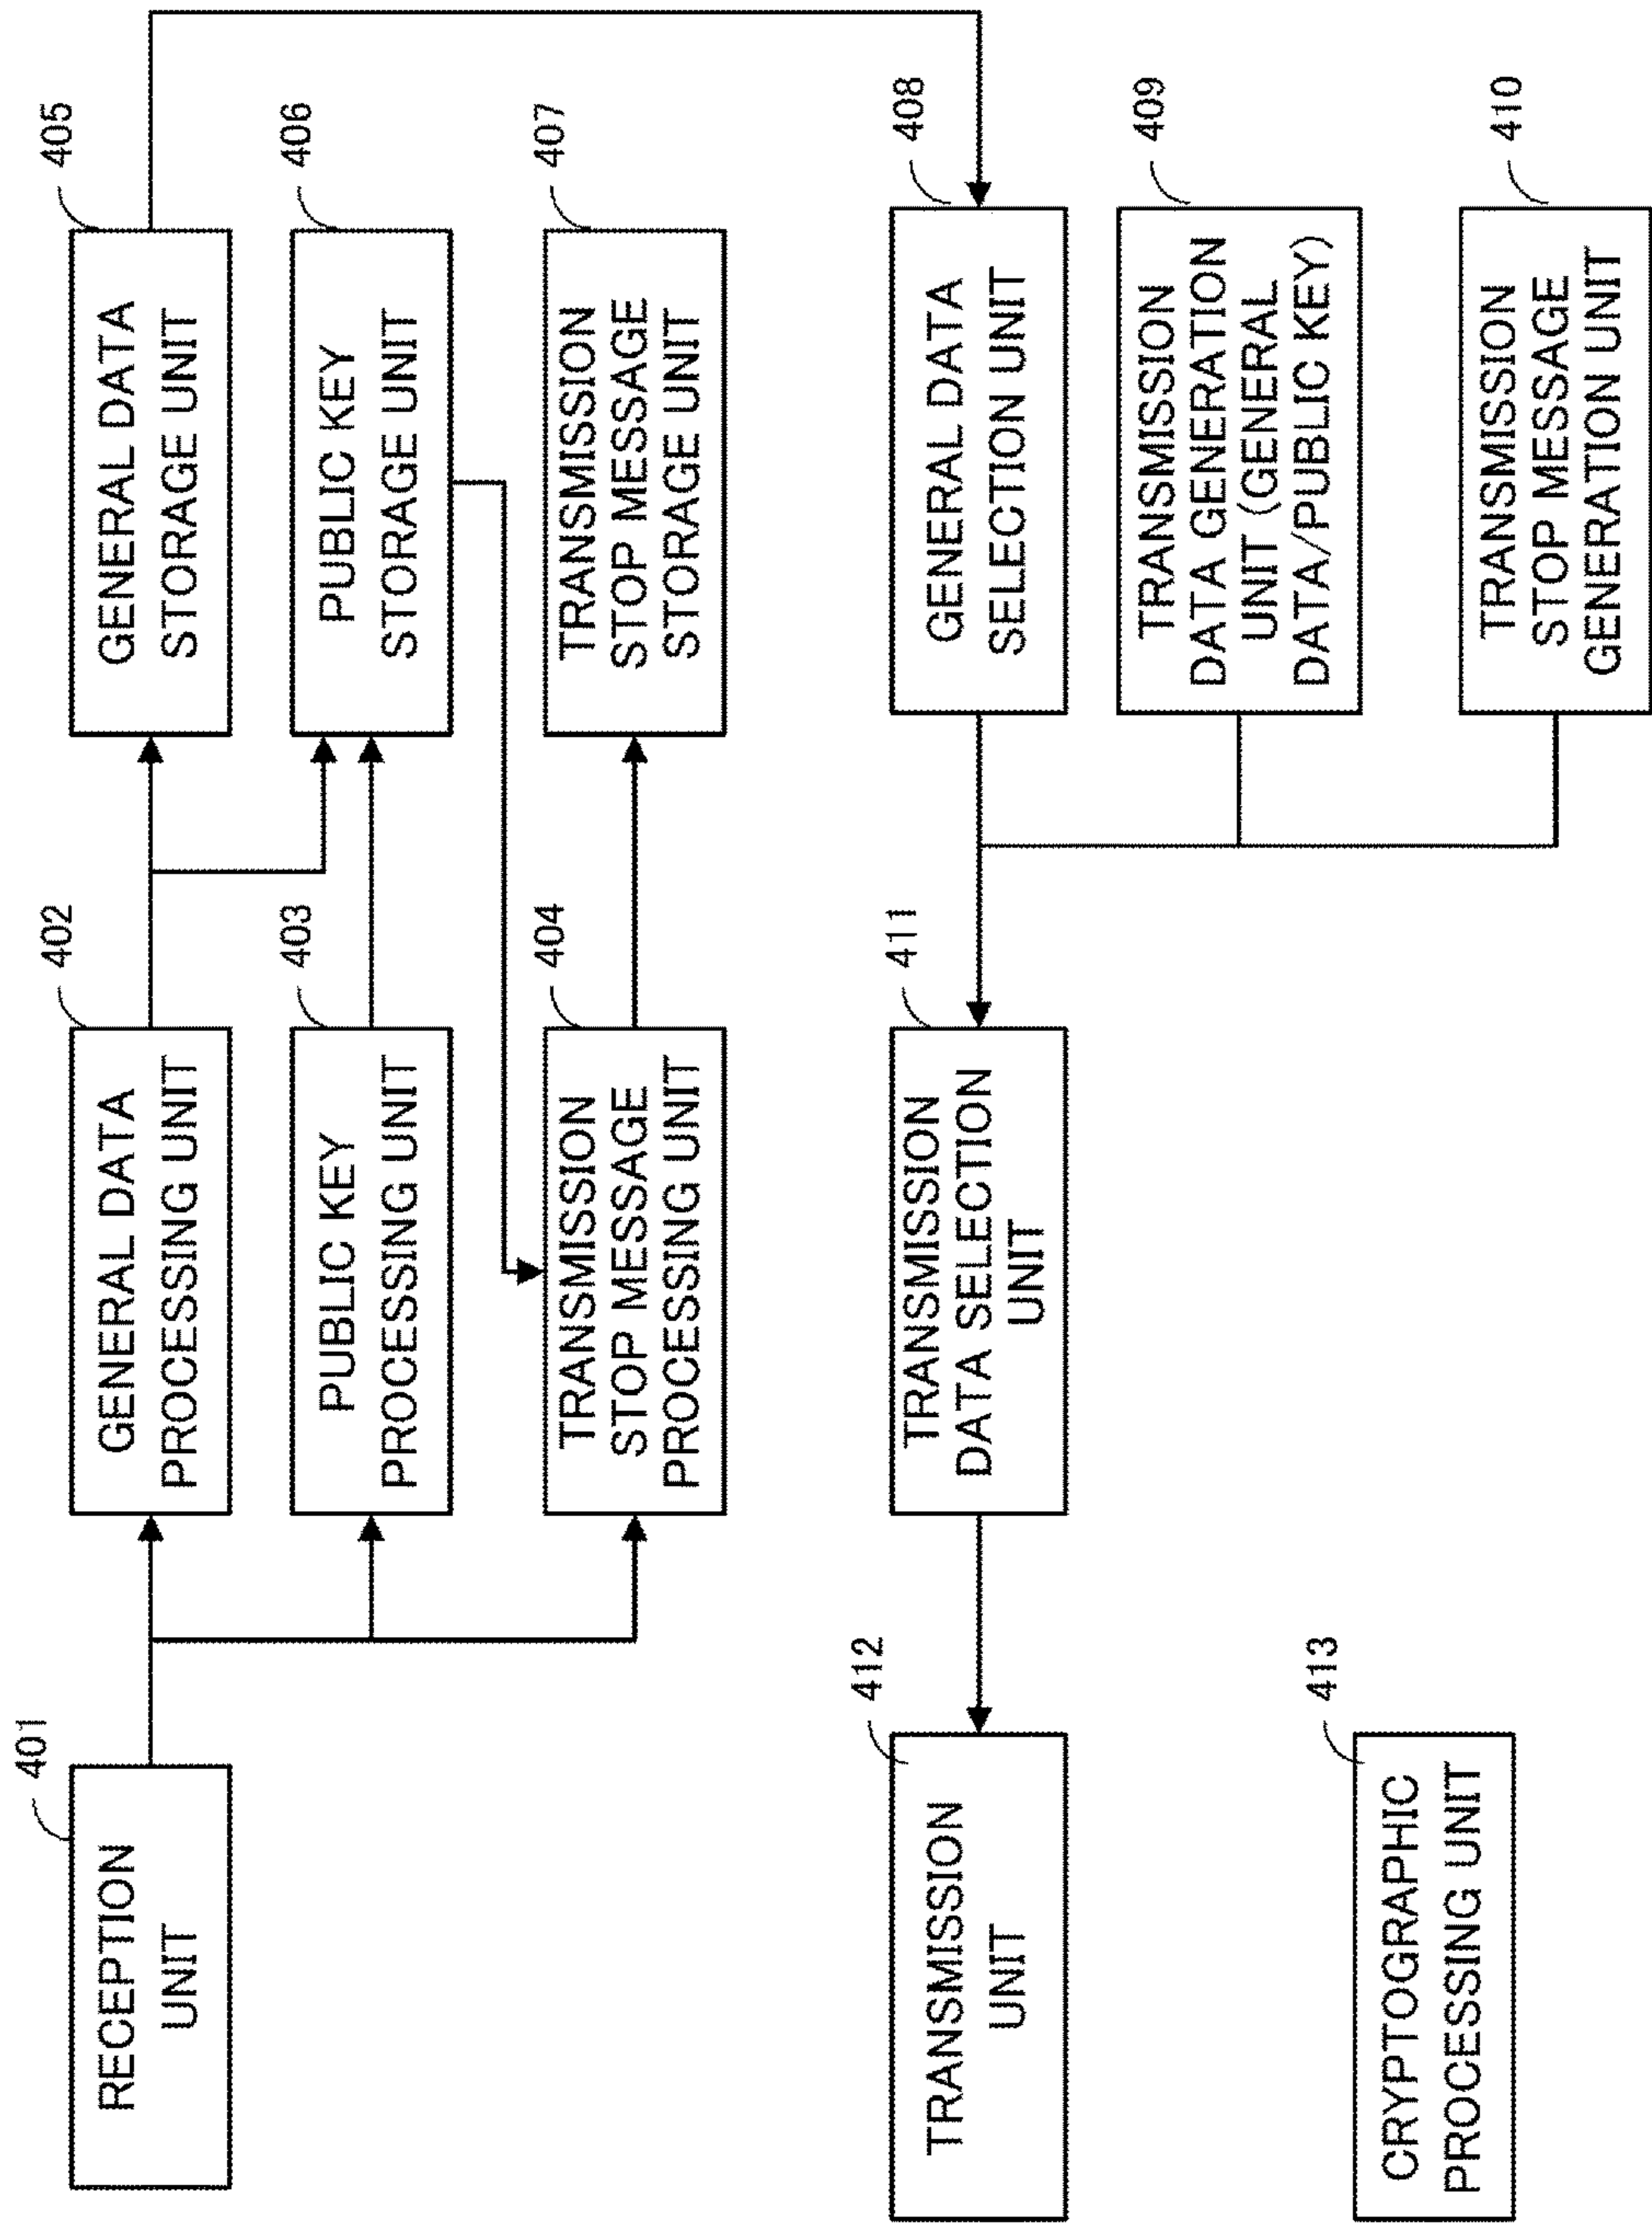 401
RECEPTION
UNIT
402
GENERAL DATA
PROCESSING UNIT
405
GENERAL DATA
STORAGE UNIT
403
PUBLIC KEY
PROCESSING UNIT
406
PUBLIC KEY
STORAGE UNIT
404
TRANSMISSION
STOP MESSAGE
PROCESSING UNIT
407
TRANSMISSION
STOP MESSAGE
STORAGE UNIT
412
TRANSMISSION
UNIT
411
TRANSMISSION
DATA SELECTION
UNIT
408
GENERAL DATA
SELECTION UNIT
409
TRANSMISSION
DATA GENERATION
UNIT (GENERAL
DATA/PUBLIC KEY)
413
CRYPTOGRAPHIC
PROCESSING UNIT
410
TRANSMISSION
STOP MESSAGE
GENERATION UNIT